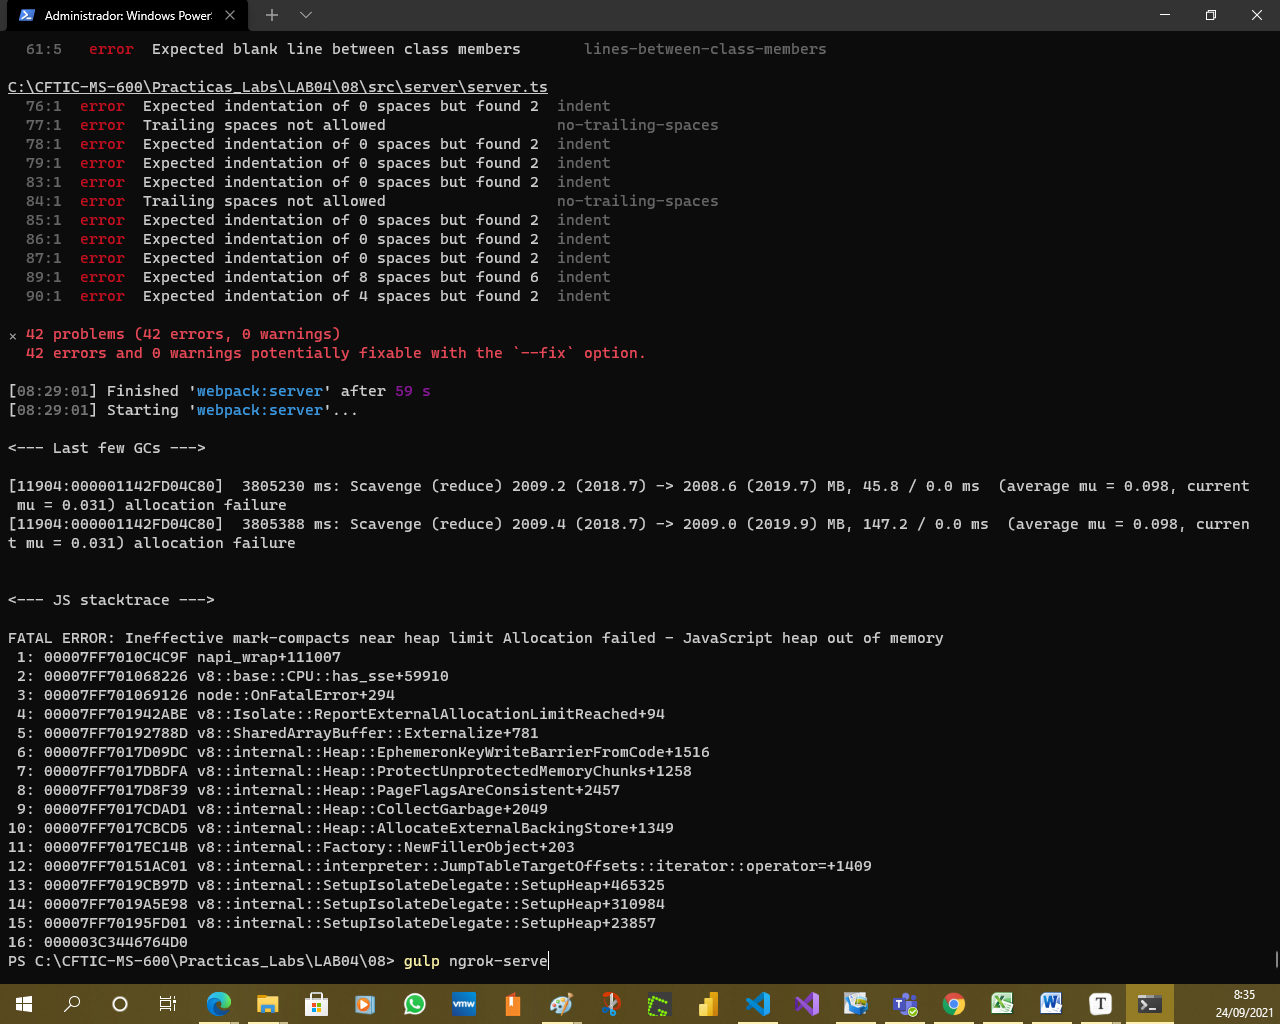 Administrador: Windows PowerS
61:5 error Expected blank line between class members lines-between-class-members
C:\CFTIC-MS-600\Practicas_Labs\LAB04\08\src\server\server.ts
76:1 error Expected indentation of 0 spaces but found 2 indent
77:1 error Trailing spaces not allowed no-trailing-spaces
78:1 error Expected indentation of 0 spaces but found 2 indent
79:1 error Expected indentation of 0 spaces but found 2 indent
83:1 error Expected indentation of 0 spaces but found 2 indent
84:1 error Trailing spaces not allowed no-trailing-spaces
85:1 error Expected indentation of 0 spaces but found 2 indent
86:1 error Expected indentation of 0 spaces but found 2 indent
87:1 error Expected indentation of 0 spaces but found 2 indent
89:1 error Expected indentation of 8 spaces but found 6 indent
90:1 error Expected indentation of 4 spaces but found 2 indent
× 42 problems (42 errors, 0 warnings)
42 errors and 0 warnings potentially fixable with the `--fix` option.
[08:29:01] Finished 'webpack:server' after 59 s
[08:29:01] Starting 'webpack:server'...
<--- Last few GCs --->
[11904:000001142FD04C80] 3805230 ms: Scavenge (reduce) 2009.2 (2018.7) -> 2008.6 (2019.7) MB, 45.8 / 0.0 ms (average mu = 0.098, current
mu = 0.031) allocation failure
[11904:000001142FD04C80] 3805388 ms: Scavenge (reduce) 2009.4 (2018.7) -> 2009.0 (2019.9) MB, 147.2 / 0.0 ms (average mu = 0.098, curren
t mu = 0.031) allocation failure
<--- JS stacktrace --->
FATAL ERROR: Ineffective mark-compacts near heap limit Allocation failed - JavaScript heap out of memory
1: 00007FF7010C4C9F napi_wrap+111007
2: 00007FF701068226 v8::base::CPU::has_sse+59910
3: 00007FF701069126 node::OnFatalError+294
4: 00007FF701942ABE v8::Isolate::ReportExternalAllocationLimitReached+94
5: 00007FF70192788D v8::SharedArrayBuffer::Externalize+781
6: 00007FF7017D09DC v8::internal::Heap::EphemeronKeyWriteBarrierFromCode+1516
7: 00007FF7017DBDFA v8::internal::Heap::ProtectUnprotectedMemoryChunks+1258
8: 00007FF7017D8F39 v8::internal::Heap::PageFlagsAreConsistent+2457
9: 00007FF7017CDAD1 v8::internal::Heap::CollectGarbage+2049
10: 00007FF7017CBCD5 v8::internal::Heap::AllocateExternalBackingStore+1349
11: 00007FF7017EC14B v8::internal::Factory::NewFillerObject+203
12: 00007FF70151AC01 v8::internal::interpreter::JumpTableTargetOffsets::iterator::operator=+1409
13: 00007FF7019CB97D v8::internal::SetupIsolateDelegate::SetupHeap+465325
14: 00007FF7019A5E98 v8::internal::SetupIsolateDelegate::SetupHeap+310984
15: 00007FF70195FD01 v8::internal::SetupIsolateDelegate::SetupHeap+23857
16: 000003C3446764D0
PS C:\CFTIC-MS-600\Practicas_Labs\LAB04\08> gulp ngrok-serve
vmw
T
8:35
24/09/2021